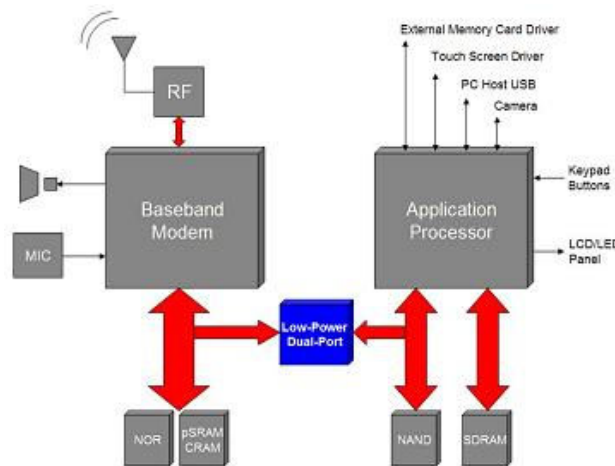 External Memory Card Driver
Touch Screen Driver
PC Host USB
Camera
RF
Baseband
Modem
Application
Processor
Keypad
Buttons
MIC
LCD/LED
Panel
Low-Power
Dual-Port
NOR
pSRAM
CRAM
NAND
SDRAM